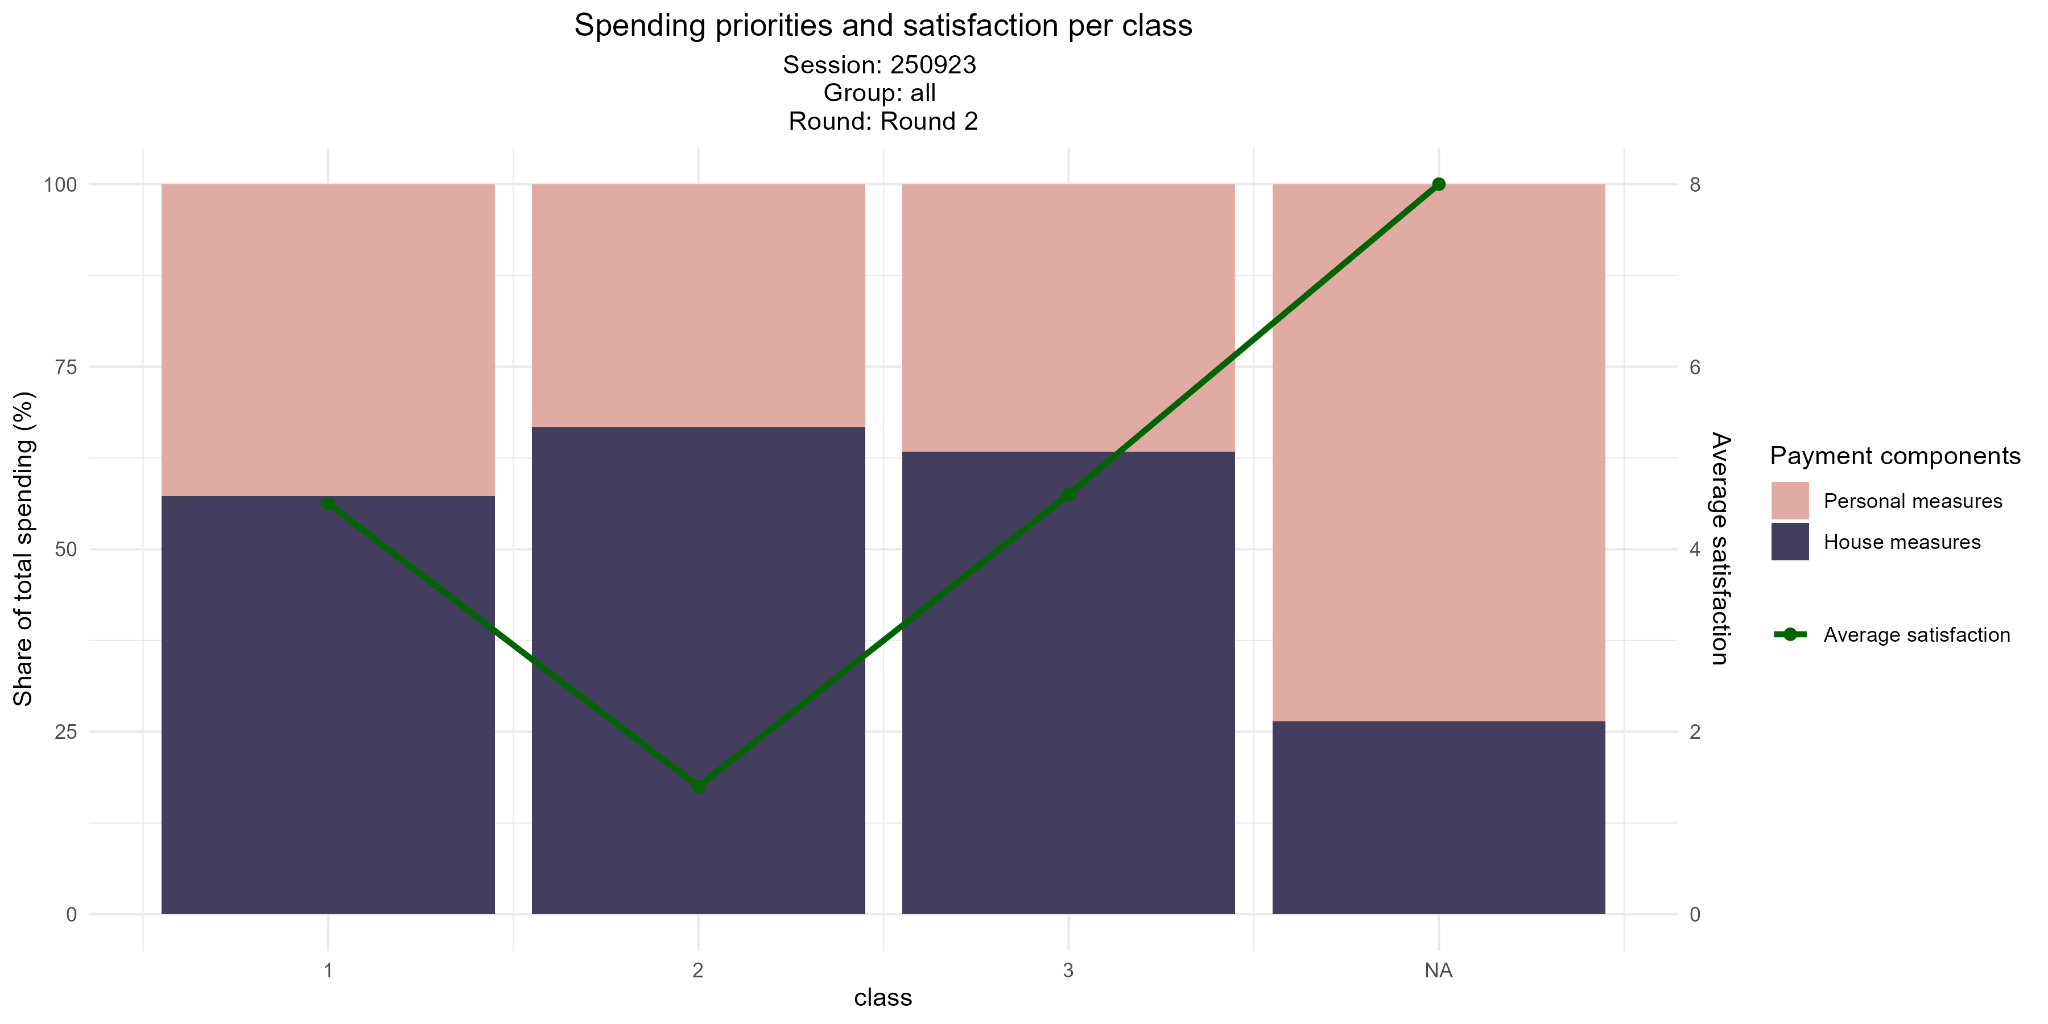 Spending priorities and satisfaction per class
Session: 250923
Group: all
Round: Round 2
Share of total spending (%)
100
75
50
25
0
8
6
4
2
0
Average satisfaction
1
2
3
NA
class
Payment components
Personal measures
House measures
Average satisfaction